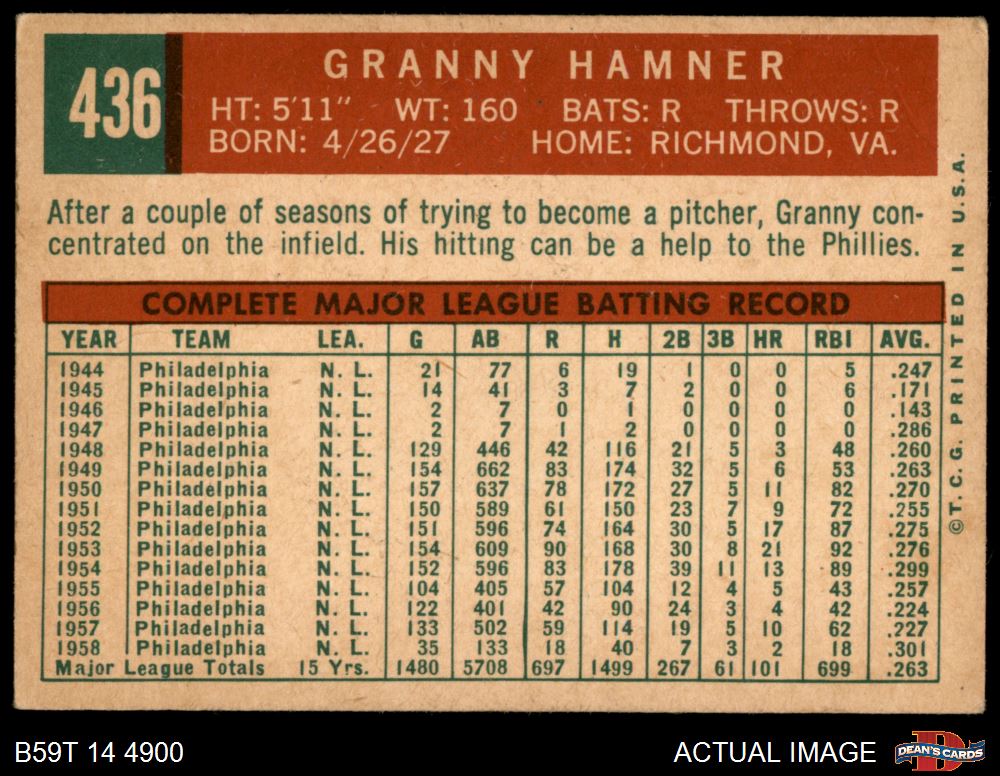 436
GRANNY HAMNER
HT: 5'11" WT: 160 BATS: R THROWS: R
BORN: 4/26/27 HOME: RICHMOND, VA.
After a couple of seasons of trying to become a pitcher, Granny con-
centrated on the infield. His hitting can be a help to the Phillies.
COMPLETE MAJOR LEAGUE BATTING RECORD
YEAR TEAM LEA. G AB R H 2B 3B HR RBI AVG.
1944 Philadelphia N. L. 21 77 6 19 1 0 0 5 .247
1945 Philadelphia N. L. 14 41 3 7 2 0 0 6 .171
1946 Philadelphia N. L. 2 7 0 1 0 0 0 0 .143
1947 Philadelphia N. L. 2 7 1 2 0 0 0 0 .286
1948 Philadelphia N. L. 129 446 42 116 21 5 3 48 .260
1949 Philadelphia N. L. 154 662 83 174 32 5 6 53 .263
1950 Philadelphia N. L. 157 637 78 172 27 5 11 82 .270
1951 Philadelphia N. L. 150 589 61 150 23 7 9 72 .255
1952 Philadelphia N. L. 151 596 74 164 30 5 17 87 .275
1953 Philadelphia N. L. 154 609 90 168 30 8 21 92 .276
1954 Philadelphia N. L. 152 596 83 178 39 11 13 89 .299
1955 Philadelphia N. L. 104 405 57 104 12 4 5 43 .257
1956 Philadelphia N. L. 122 401 42 90 24 3 4 42 .224
1957 Philadelphia N. L. 133 502 59 114 19 5 10 62 .227
1958 Philadelphia N. L. 35 133 18 40 7 3 2 18 .301
Major League Totals 15 Yrs. 1480 5708 697 1499 267 61 101 699 .263
©T.C.G. PRINTED IN U.S.A.
B59T 14 4900
ACTUAL IMAGE
D
DEAN'S CARDS